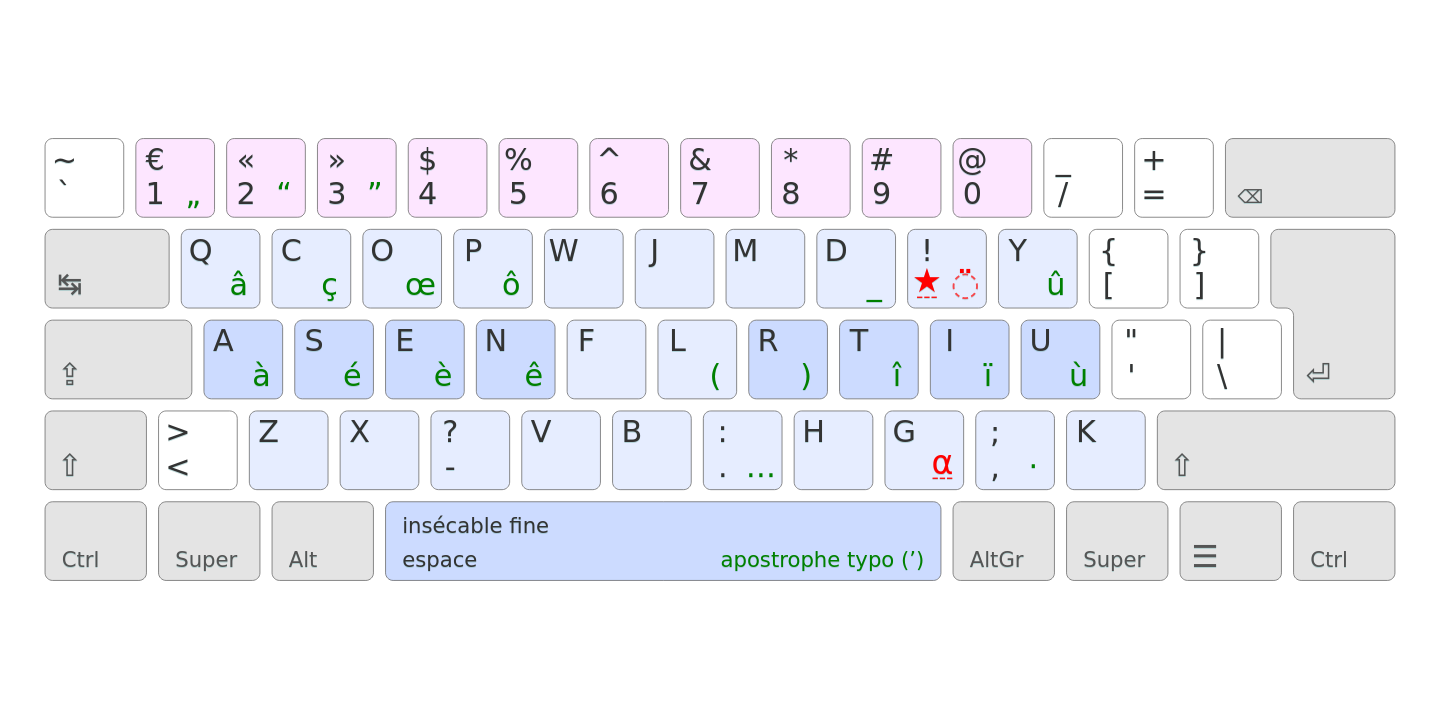 ~ € « » $ % ^ & * # @ _ +
` 1 „ 2 “ 3 ” 4 5 6 7 8 9 0 / = ⌫
Q C O P W J M D ! Y { }
↹ â ç œ ô _ ★ ◌̈ û [ ]
A S E N F L R T I U " |
⇪ à é è ê ( ) î ï ù ' \ ⏎
> Z X ? V B : H G ; K
⇧ < - . … α , · ⇧
insécable fine
Ctrl Super Alt espace apostrophe typo (’) AltGr Super ☰ Ctrl